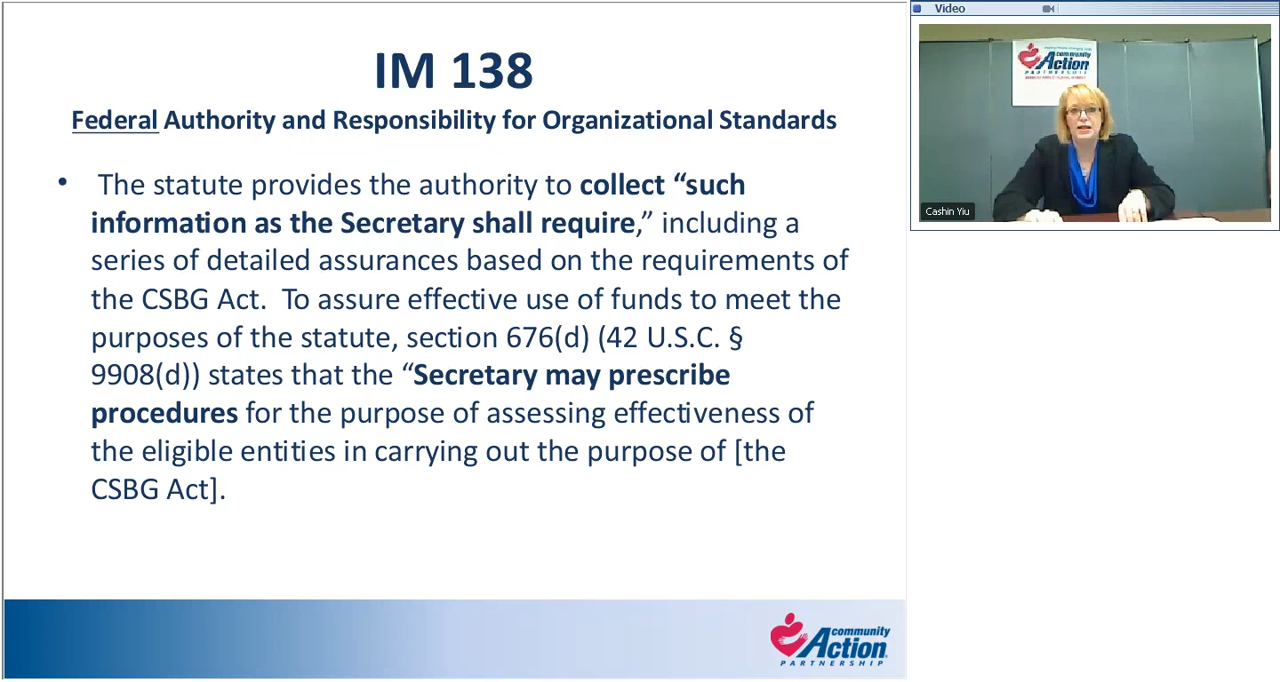 IM 138
Federal Authority and Responsibility for Organizational Standards
• The statute provides the authority to collect “such
information as the Secretary shall require,” including a
series of detailed assurances based on the requirements of
the CSBG Act. To assure effective use of funds to meet the
purposes of the statute, section 676(d) (42 U.S.C. §
9908(d)) states that the “Secretary may prescribe
procedures for the purpose of assessing effectiveness of
the eligible entities in carrying out the purpose of [the
CSBG Act].
community
Action
PARTNERSHIP
Video
community
Action
PARTNERSHIP
Cashin Yiu